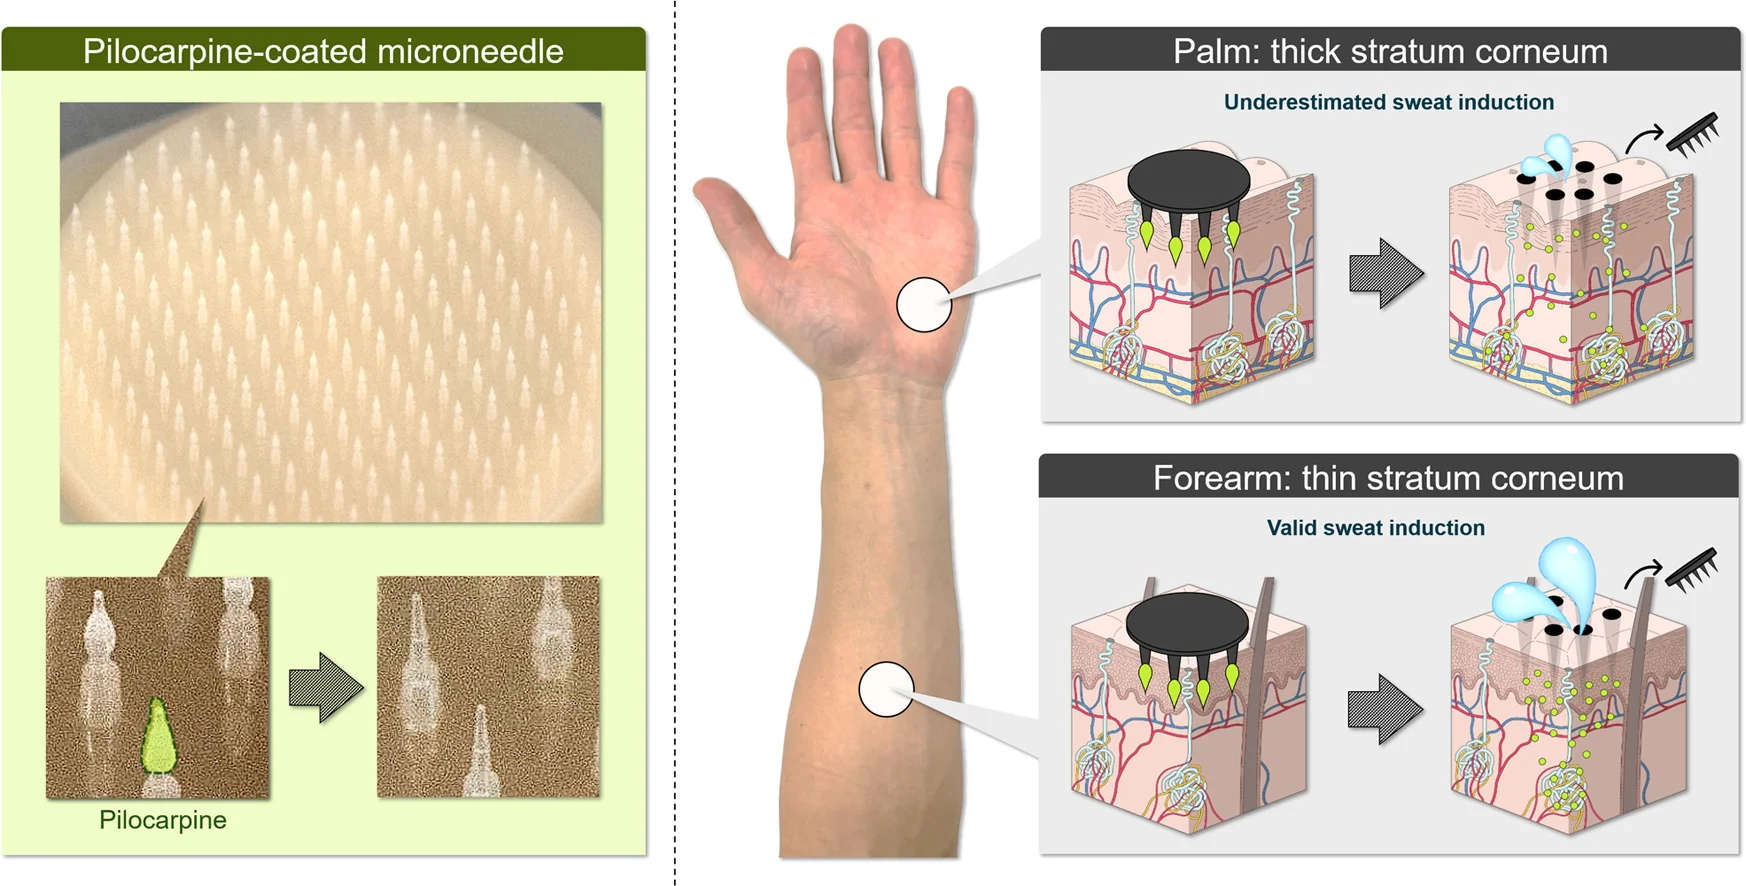 Pilocarpine-coated microneedle
Pilocarpine
Palm: thick stratum corneum
Underestimated sweat induction
Forearm: thin stratum corneum
Valid sweat induction